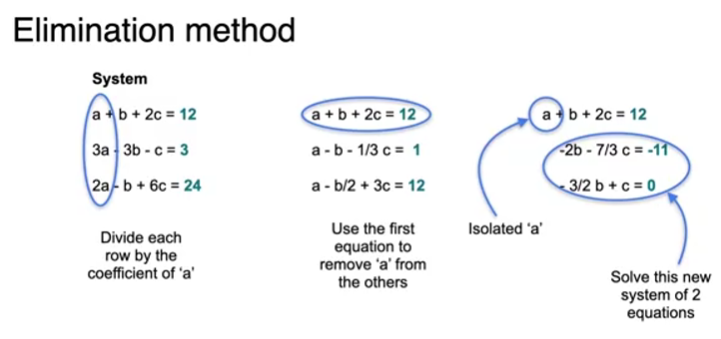 Elimination method
System
a + b + 2c = 12
3a - 3b - c = 3
2a - b + 6c = 24
Divide each
row by the
coefficient of 'a'
a + b + 2c = 12
a - b - 1/3 c = 1
a - b/2 + 3c = 12
Use the first
equation to
remove 'a' from
the others
a + b + 2c = 12
-2b - 7/3 c = -11
- 3/2 b + c = 0
Isolated 'a'
Solve this new
system of 2
equations